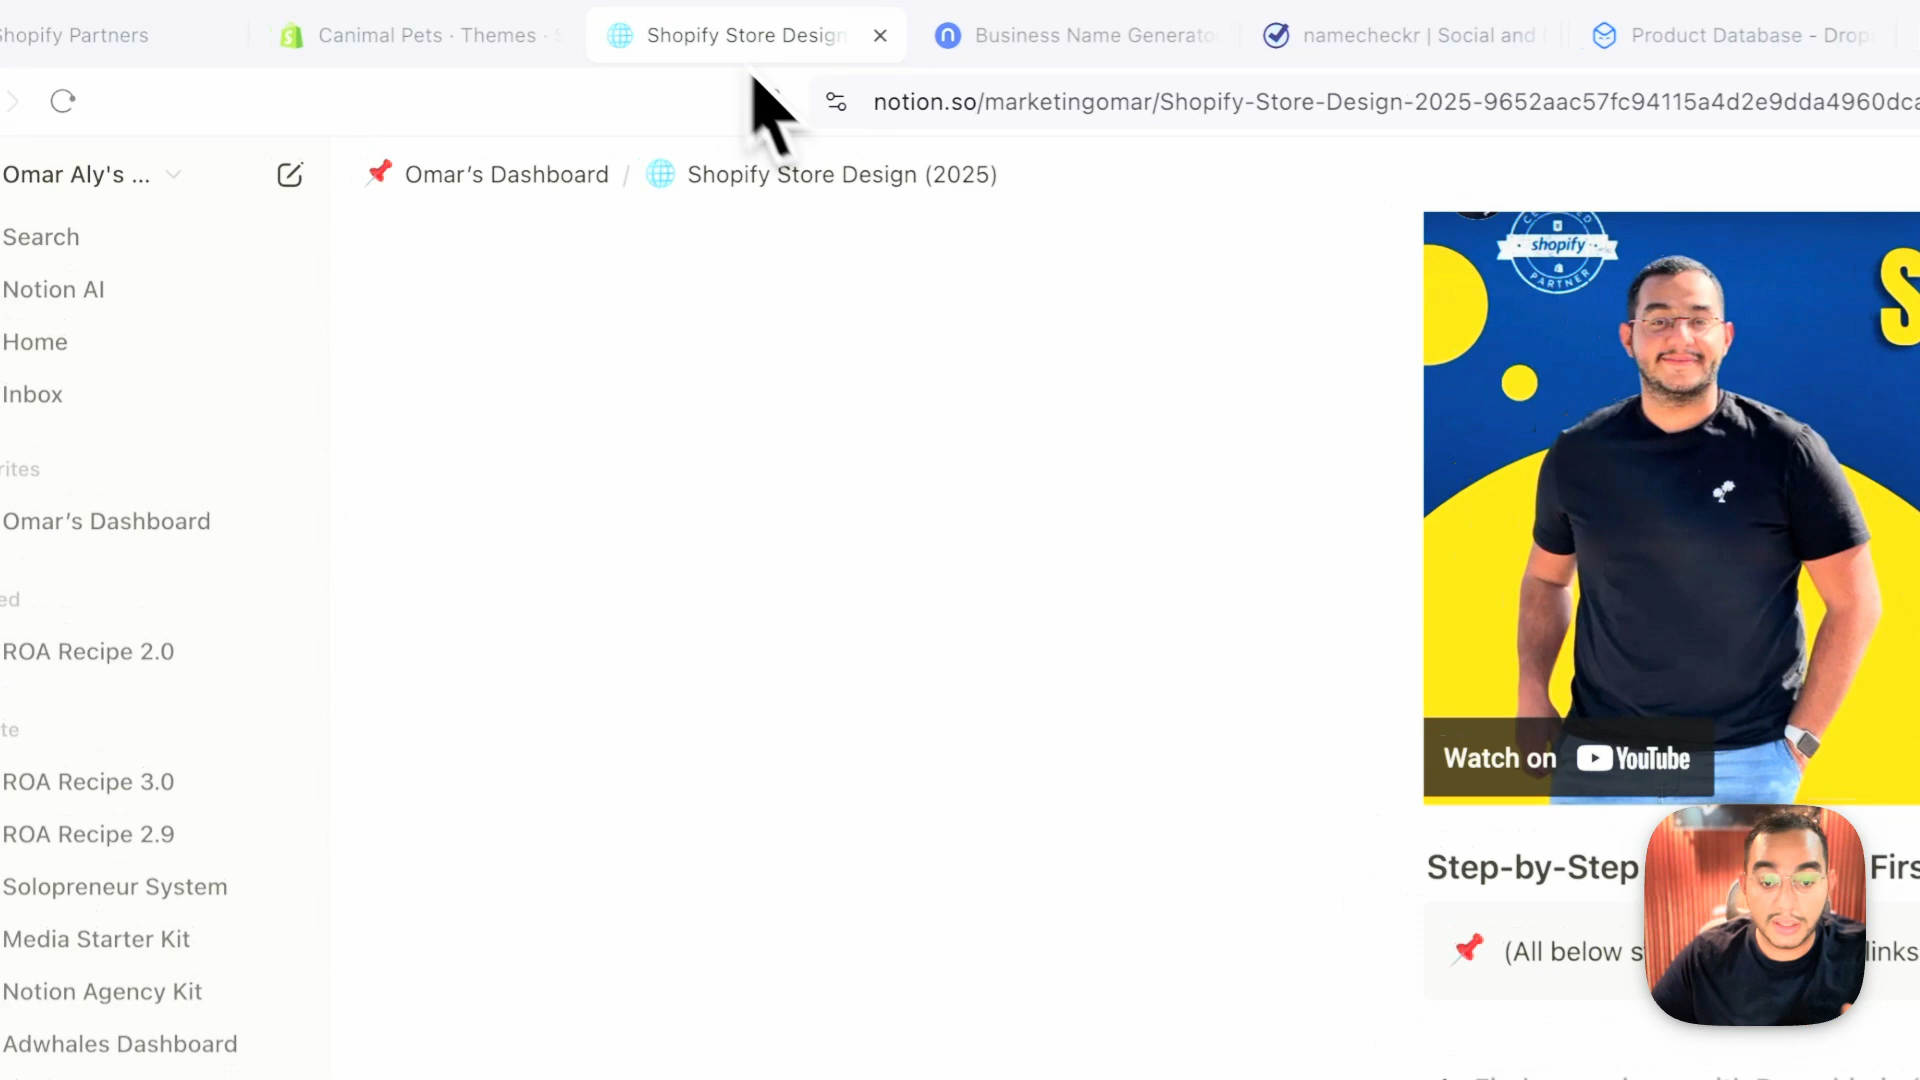 Shopify Partners
Canimal Pets · Themes · S
Shopify Store Design
Business Name Generato
namecheckr | Social and
Product Database - Drop
notion.so/marketingomar/Shopify-Store-Design-2025-9652aac57fc94115a4d2e9dda4960dca
Omar Aly's ...
Omar's Dashboard / Shopify Store Design (2025)
Search
Notion AI
Home
Inbox
rites
Omar's Dashboard
ed
ROA Recipe 2.0
te
ROA Recipe 3.0
ROA Recipe 2.9
Solopreneur System
Media Starter Kit
Notion Agency Kit
Adwhales Dashboard
shopify
PARTNER
S
Watch on YouTube
Step-by-Step Firs
(All below s links